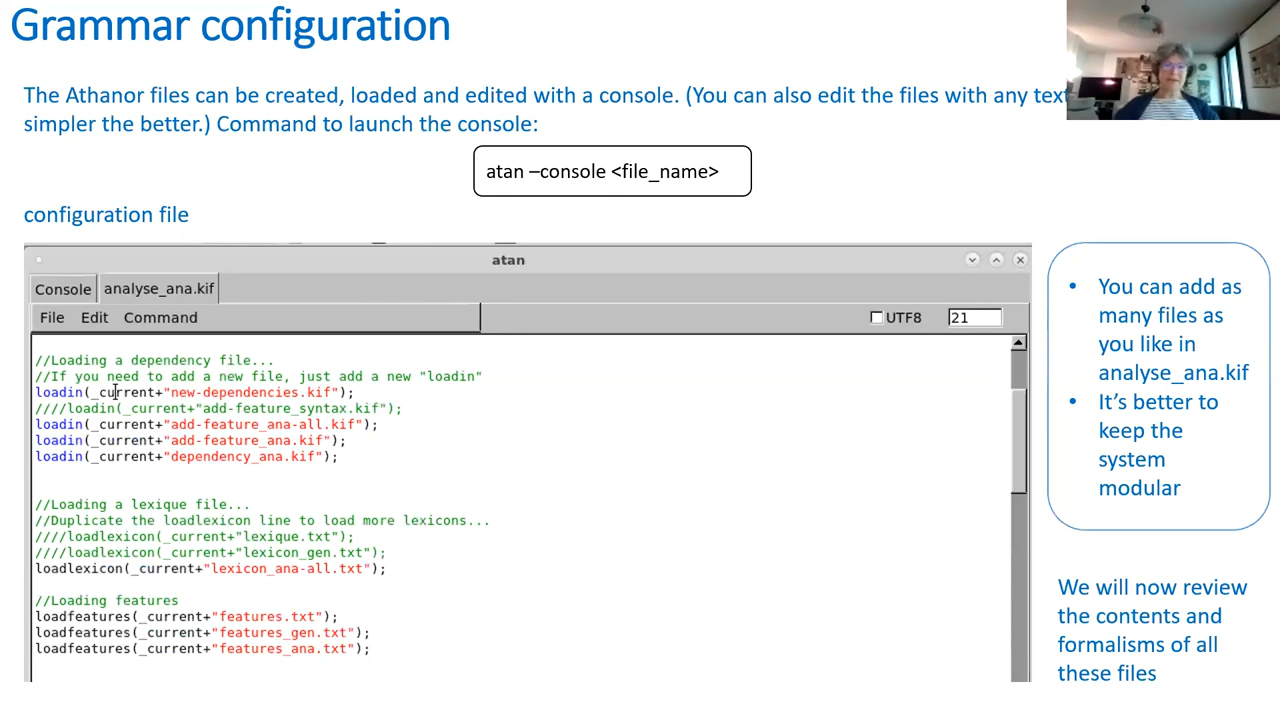 Grammar configuration
The Athanor files can be created, loaded and edited with a console. (You can also edit the files with any text
simpler the better.) Command to launch the console:
atan –console <file_name>
configuration file
atan
Console
analyse_ana.kif
File Edit Command
UTF8
21
//Loading a dependency file...
//If you need to add a new file, just add a new "loadin"
loadin(_current+"new-dependencies.kif");
////loadin(_current+"add-feature_syntax.kif");
loadin(_current+"add-feature_ana-all.kif");
loadin(_current+"add-feature_ana.kif");
loadin(_current+"dependency_ana.kif");
//Loading a lexique file...
//Duplicate the loadlexicon line to load more lexicons...
////loadlexicon(_current+"lexique.txt");
////loadlexicon(_current+"lexicon_gen.txt");
loadlexicon(_current+"lexicon_ana-all.txt");
//Loading features
loadfeatures(_current+"features.txt");
loadfeatures(_current+"features_gen.txt");
loadfeatures(_current+"features_ana.txt");
• You can add as
many files as
you like in
analyse_ana.kif
• It’s better to
keep the
system
modular
We will now review
the contents and
formalisms of all
these files